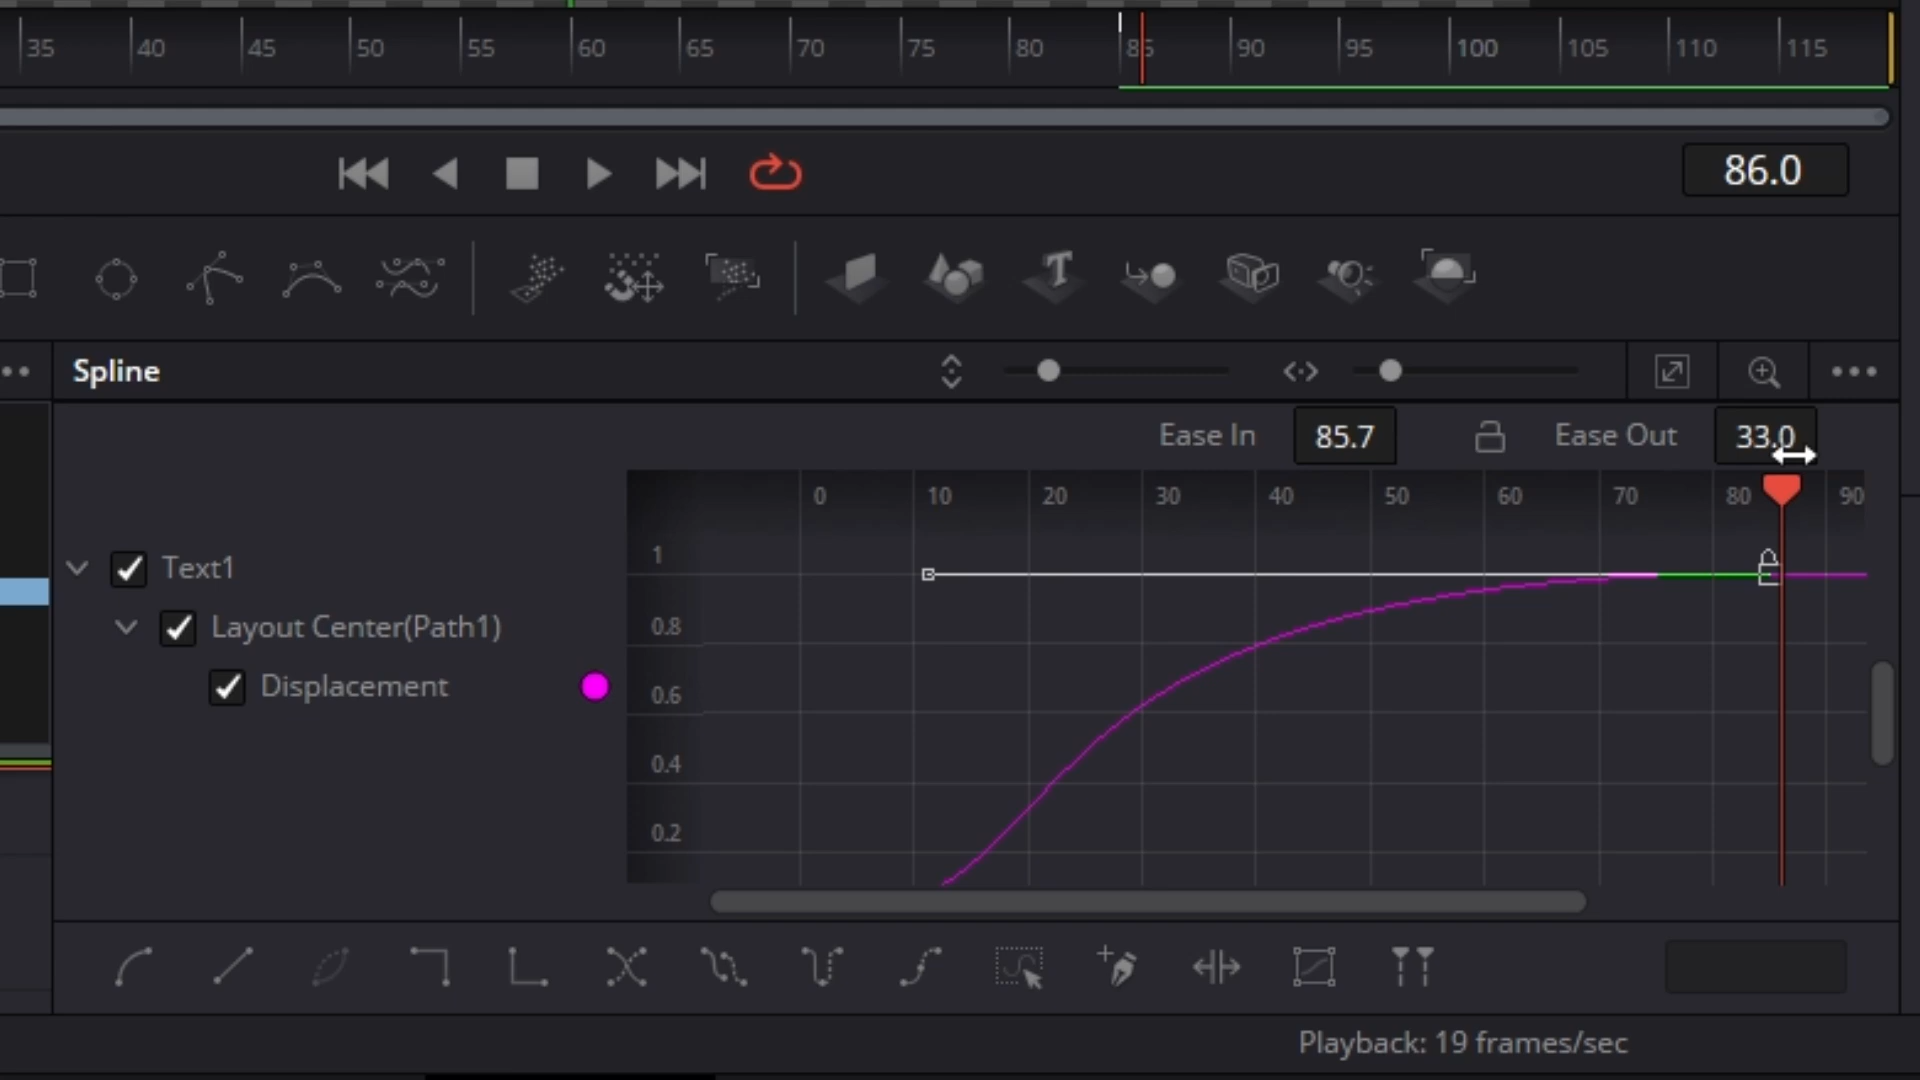 35 40 45 50 55 60 65 70 75 80 85 90 95 100 105 110 115
86.0
Spline
Ease In 85.7 Ease Out 33.0
0 10 20 30 40 50 60 70 80 90
1
Text1
0.8
Layout Center(Path1)
Displacement
0.6
0.4
0.2
Playback: 19 frames/sec